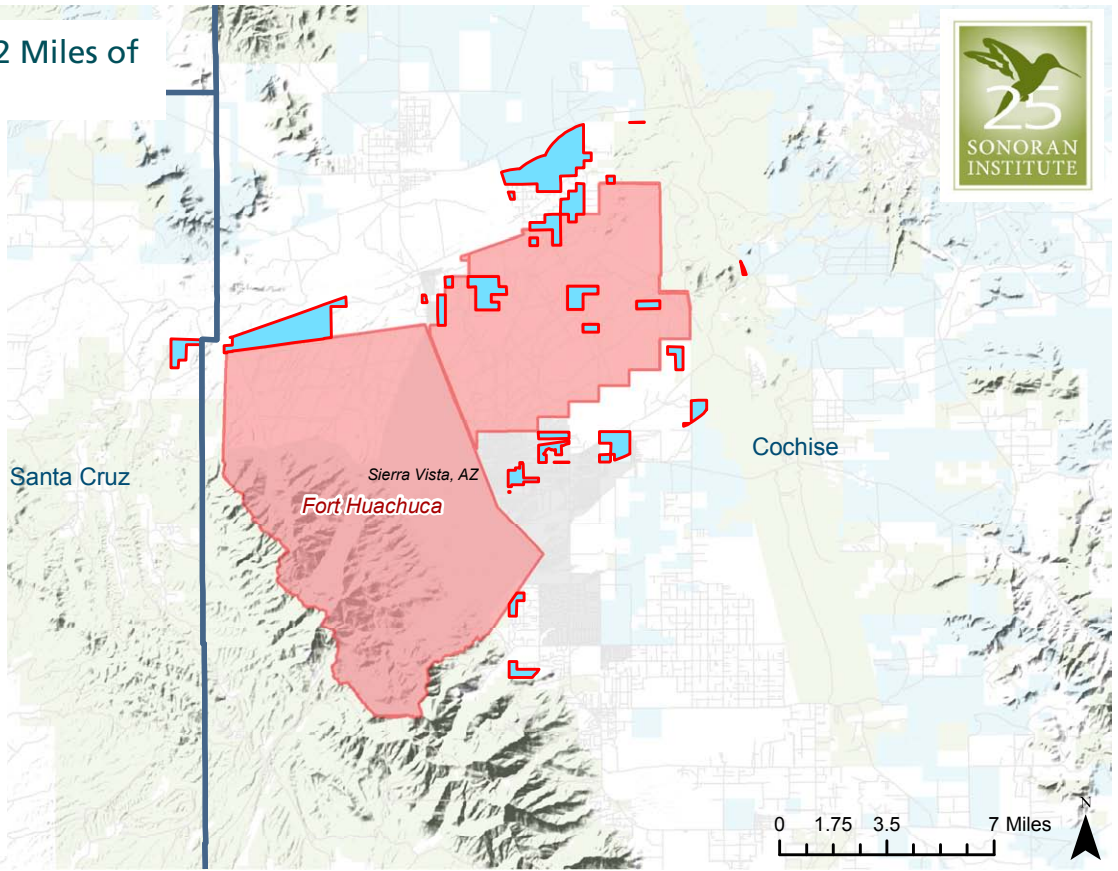 2 Miles of
25
SONORAN
INSTITUTE
Cochise
Santa Cruz
Sierra Vista, AZ
Fort Huachuca
0 1.75 3.5 7 Miles
N